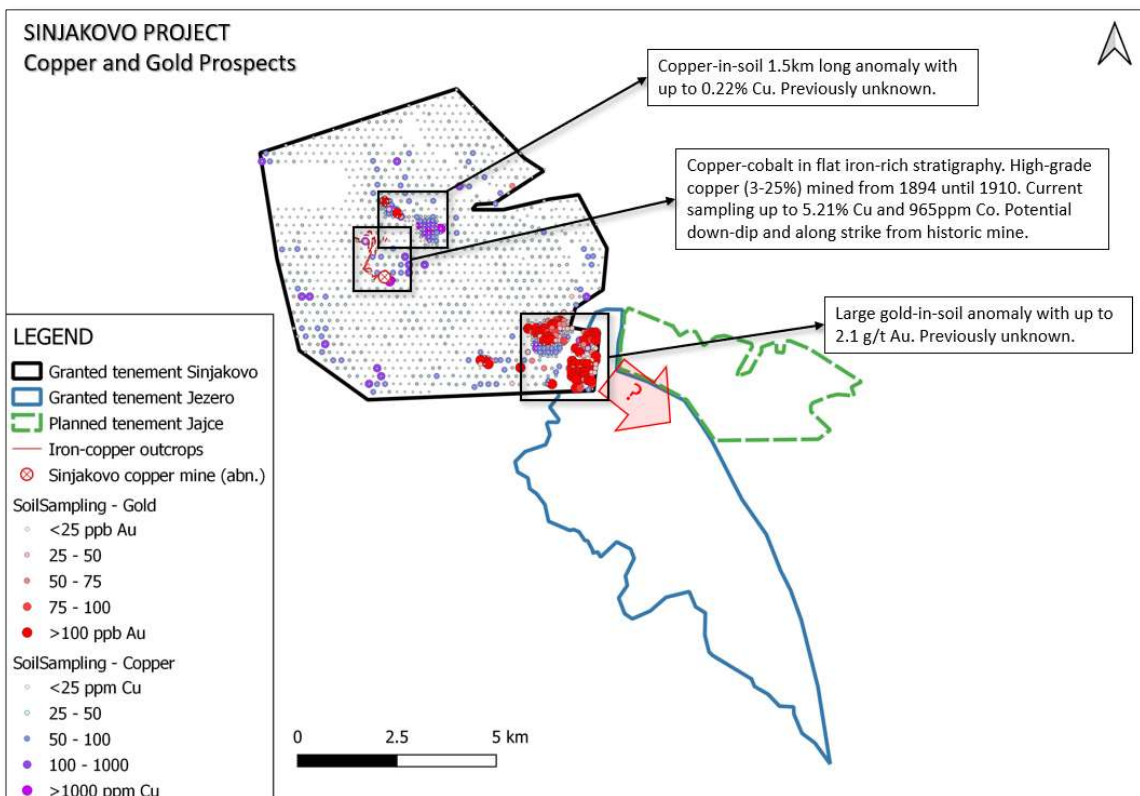 SINJAKOVO PROJECT
Copper and Gold Prospects
Copper-in-soil 1.5km long anomaly with
up to 0.22% Cu. Previously unknown.
Copper-cobalt in flat iron-rich stratigraphy. High-grade
copper (3-25%) mined from 1894 until 1910. Current
sampling up to 5.21% Cu and 965ppm Co. Potential
down-dip and along strike from historic mine.
Large gold-in-soil anomaly with up to
2.1 g/t Au. Previously unknown.
?
LEGEND
Granted tenement Sinjakovo
Granted tenement Jezero
Planned tenement Jajce
Iron-copper outcrops
Sinjakovo copper mine (abn.)
SoilSampling - Gold
<25 ppb Au
25 - 50
50 - 75
75 - 100
>100 ppb Au
SoilSampling - Copper
<25 ppm Cu
25 - 50
50 - 100
100 - 1000
>1000 ppm Cu
0 2.5 5 km